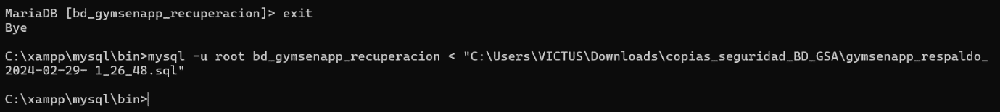 MariaDB [bd_gymsenapp_recuperacion]> exit
Bye
C:\xampp\mysql\bin>mysql -u root bd_gymsenapp_recuperacion < "C:\Users\VICTUS\Downloads\copias_seguridad_BD_GSA\gymsenapp_respaldo_
2024-02-29- 1_26_48.sql"
C:\xampp\mysql\bin>